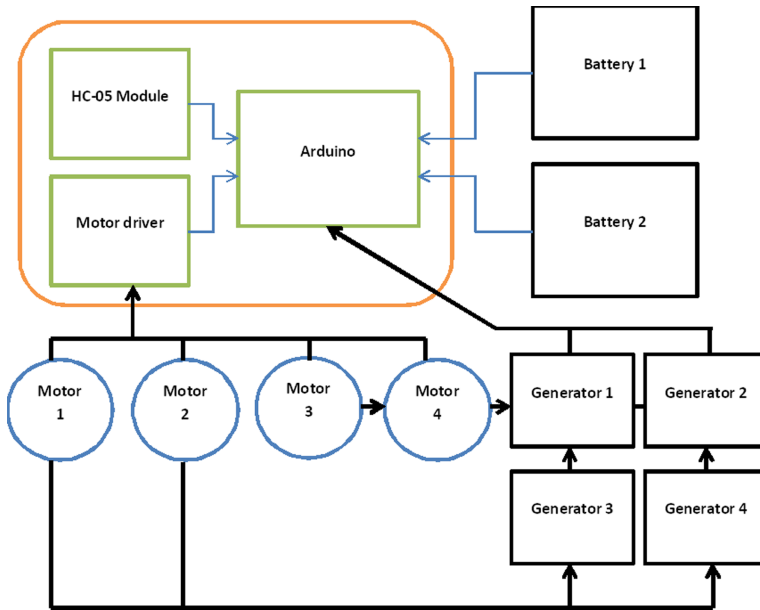 HC-05 Module
Arduino
Motor driver
Battery 1
Battery 2
Motor
1
Motor
2
Motor
3
Motor
4
Generator 1
Generator 2
Generator 3
Generator 4